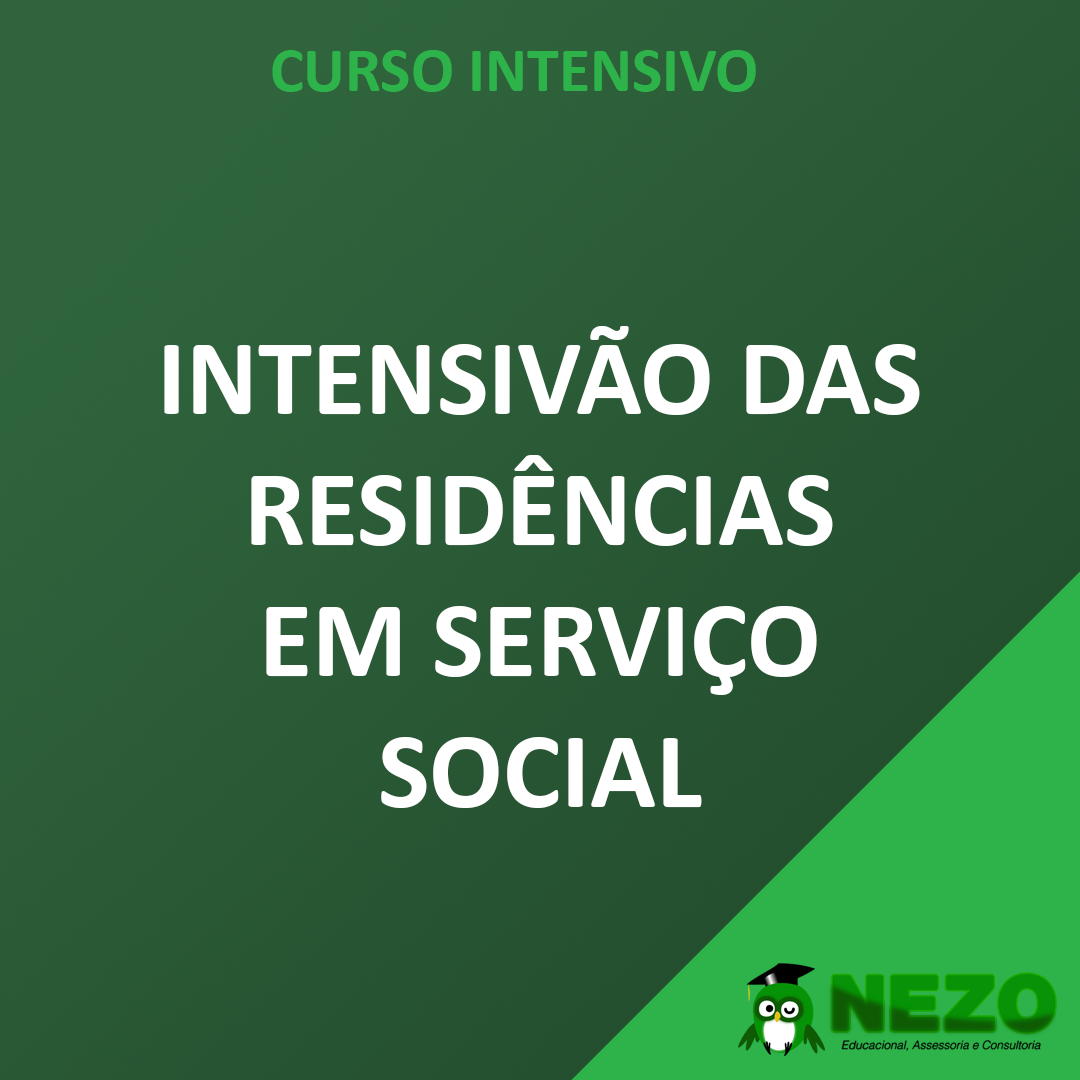 CURSO INTENSIVO
INTENSIVÃO DAS
RESIDÊNCIAS
EM SERVIÇO
SOCIAL
NEZO
Educacional, Assessoria e Consultoria